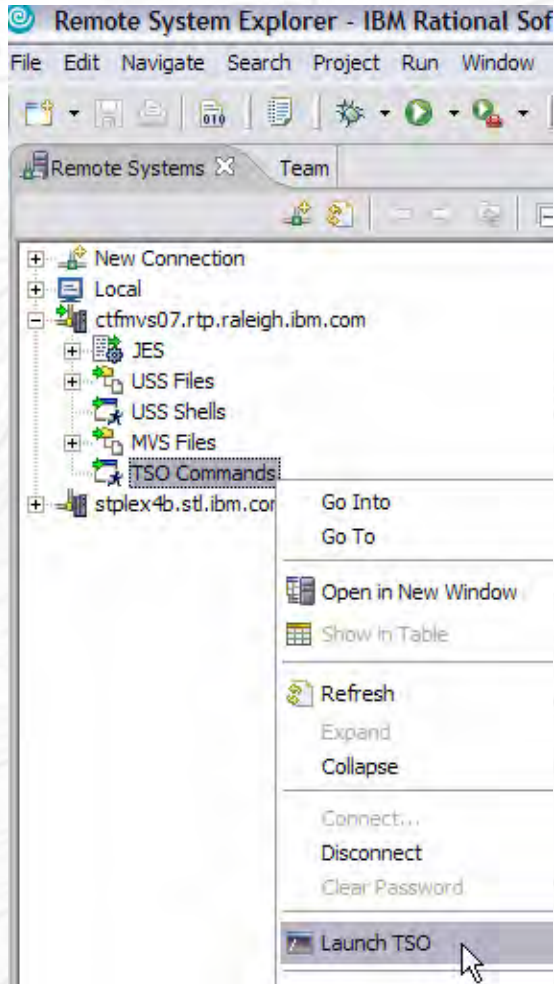 Remote System Explorer - IBM Rational Sof
File Edit Navigate Search Project Run Window
010
Remote Systems Team
New Connection
Local
ctfmvs07.rtp.raleigh.ibm.com
JES
USS Files
USS Shells
MVS Files
TSO Commands
stplex4b.stl.ibm.cor
Go Into
Go To
Open in New Window
Show in Table
Refresh
Expand
Collapse
Connect...
Disconnect
Clear Password
Launch TSO